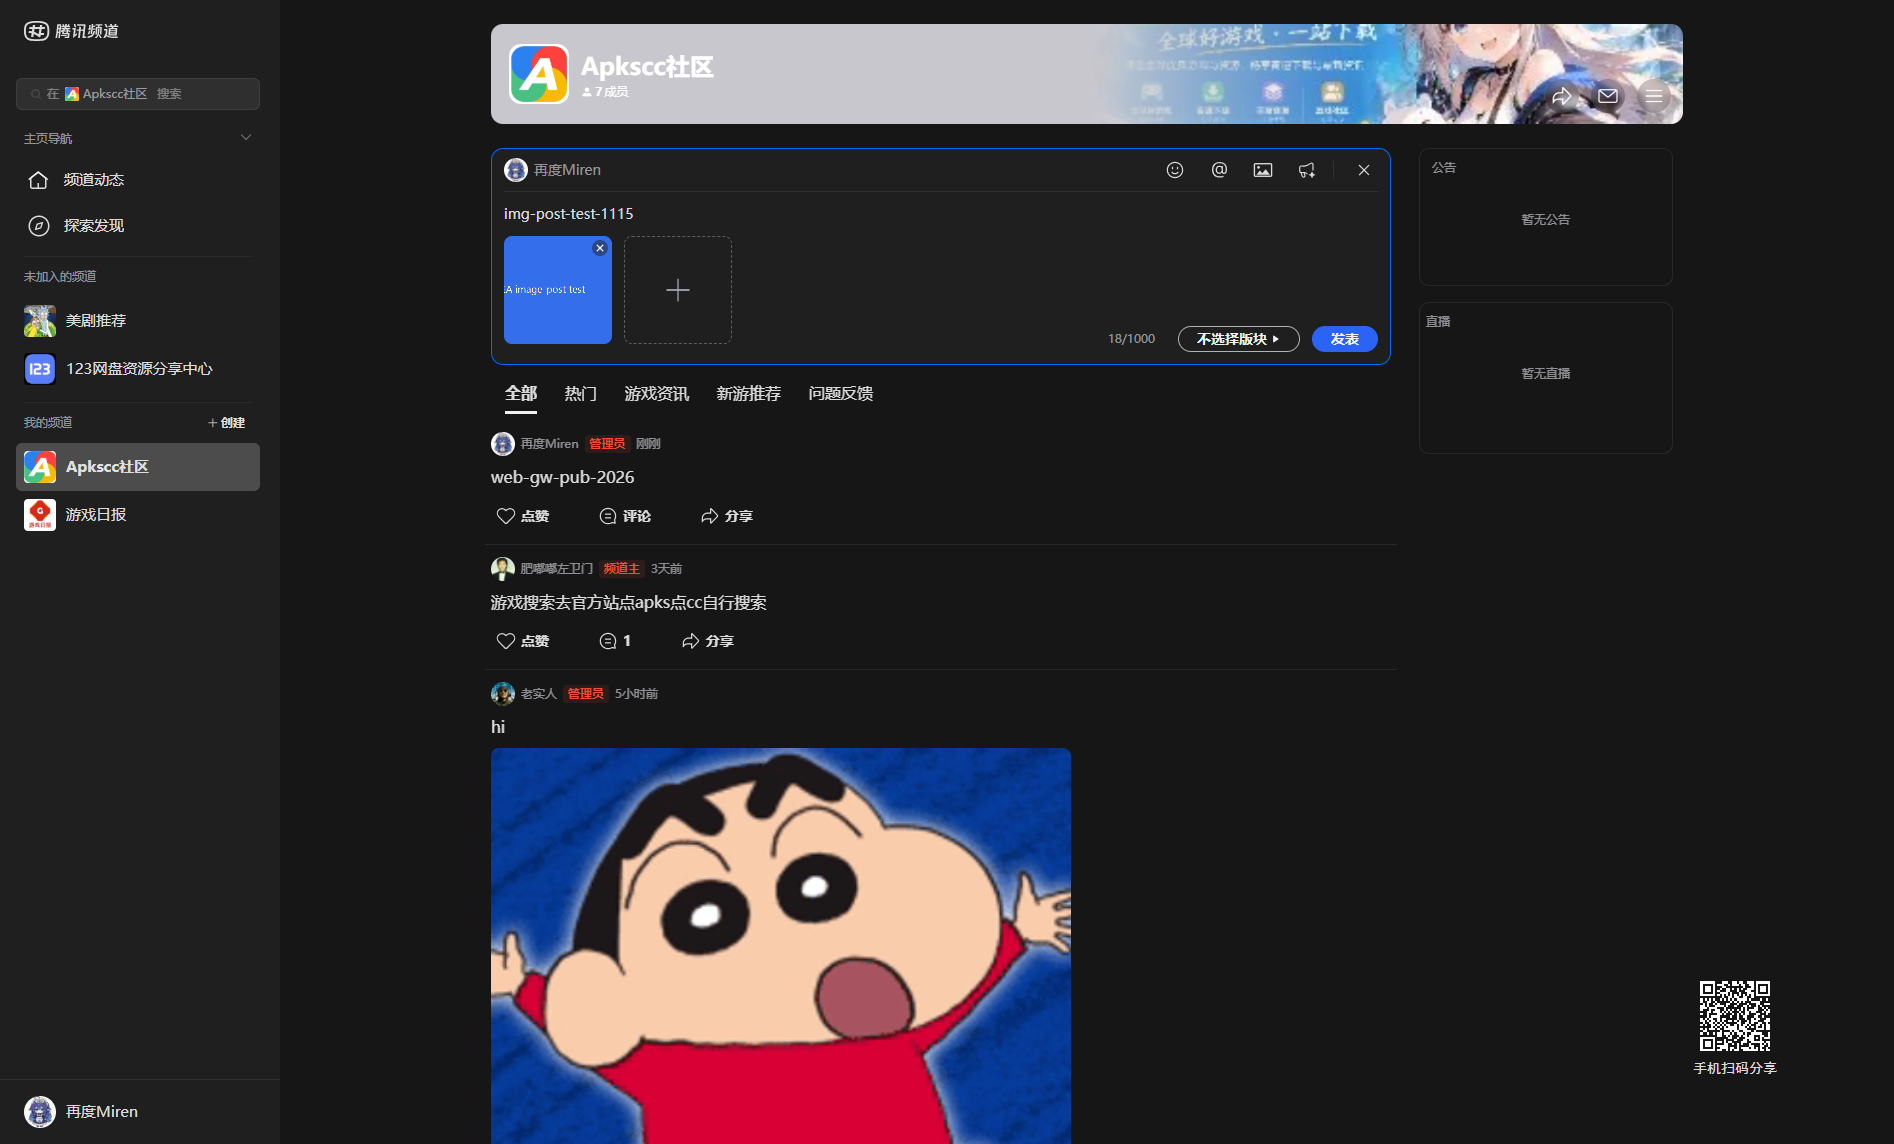 腾讯频道
在 Apkscc社区 搜索
主页导航
频道动态
探索发现
未加入的频道
美剧推荐
123
123网盘资源分享中心
我的频道
+ 创建
Apkscc社区
游戏日报
再度Miren
全球好游戏·一站下载
Apkscc社区
7成员
再度Miren
img-post-test-1115
A image post test
18/1000
不选择版块
发表
公告
暂无公告
直播
暂无直播
全部 热门 游戏资讯 新游推荐 问题反馈
再度Miren 管理员 刚刚
web-gw-pub-2026
点赞 评论 分享
肥嘟嘟左卫门 频道主 3天前
游戏搜索去官方站点apks点cc自行搜索
点赞 1 分享
老实人 管理员 5小时前
hi
手机扫码分享